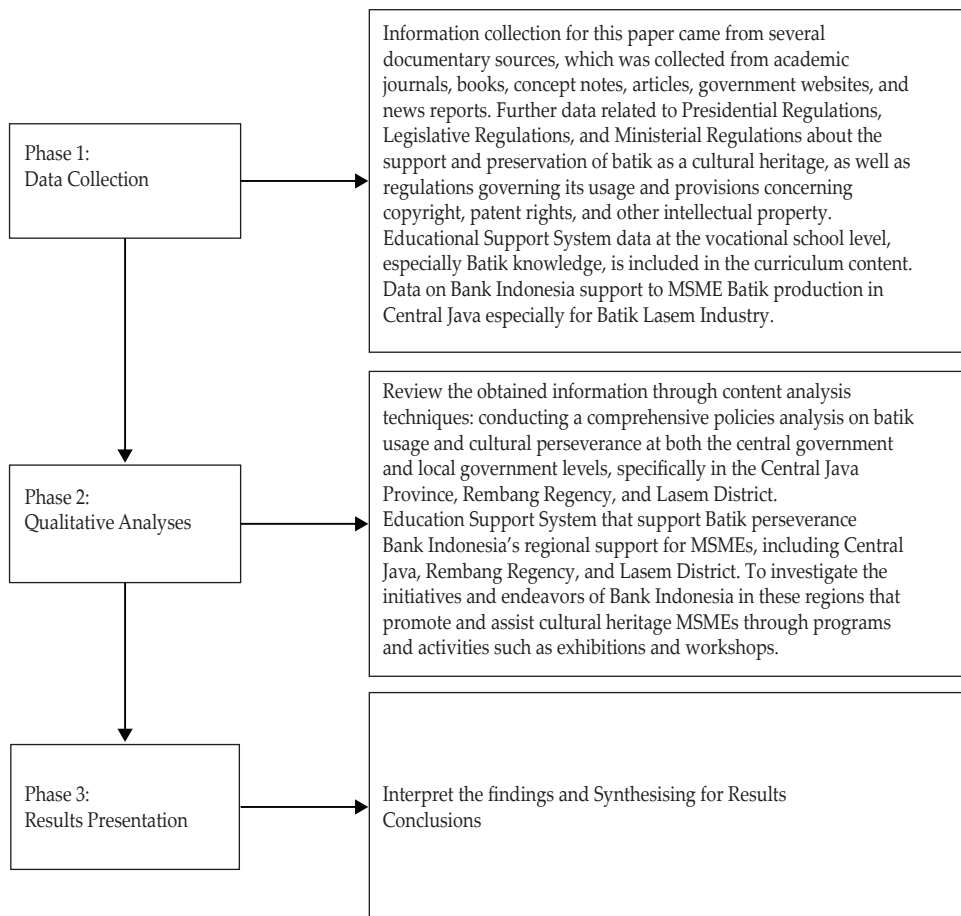 Phase 1:
Data Collection
Information collection for this paper came from several
documentary sources, which was collected from academic
journals, books, concept notes, articles, government websites, and
news reports. Further data related to Presidential Regulations,
Legislative Regulations, and Ministerial Regulations about the
support and preservation of batik as a cultural heritage, as well as
regulations governing its usage and provisions concerning
copyright, patent rights, and other intellectual property.
Educational Support System data at the vocational school level,
especially Batik knowledge, is included in the curriculum content.
Data on Bank Indonesia support to MSME Batik production in
Central Java especially for Batik Lasem Industry.
Phase 2:
Qualitative Analyses
Review the obtained information through content analysis
techniques: conducting a comprehensive policies analysis on batik
usage and cultural perseverance at both the central government
and local government levels, specifically in the Central Java
Province, Rembang Regency, and Lasem District.
Education Support System that support Batik perseverance
Bank Indonesia's regional support for MSMEs, including Central
Java, Rembang Regency, and Lasem District. To investigate the
initiatives and endeavors of Bank Indonesia in these regions that
promote and assist cultural heritage MSMEs through programs
and activities such as exhibitions and workshops.
Phase 3:
Results Presentation
Interpret the findings and Synthesising for Results
Conclusions